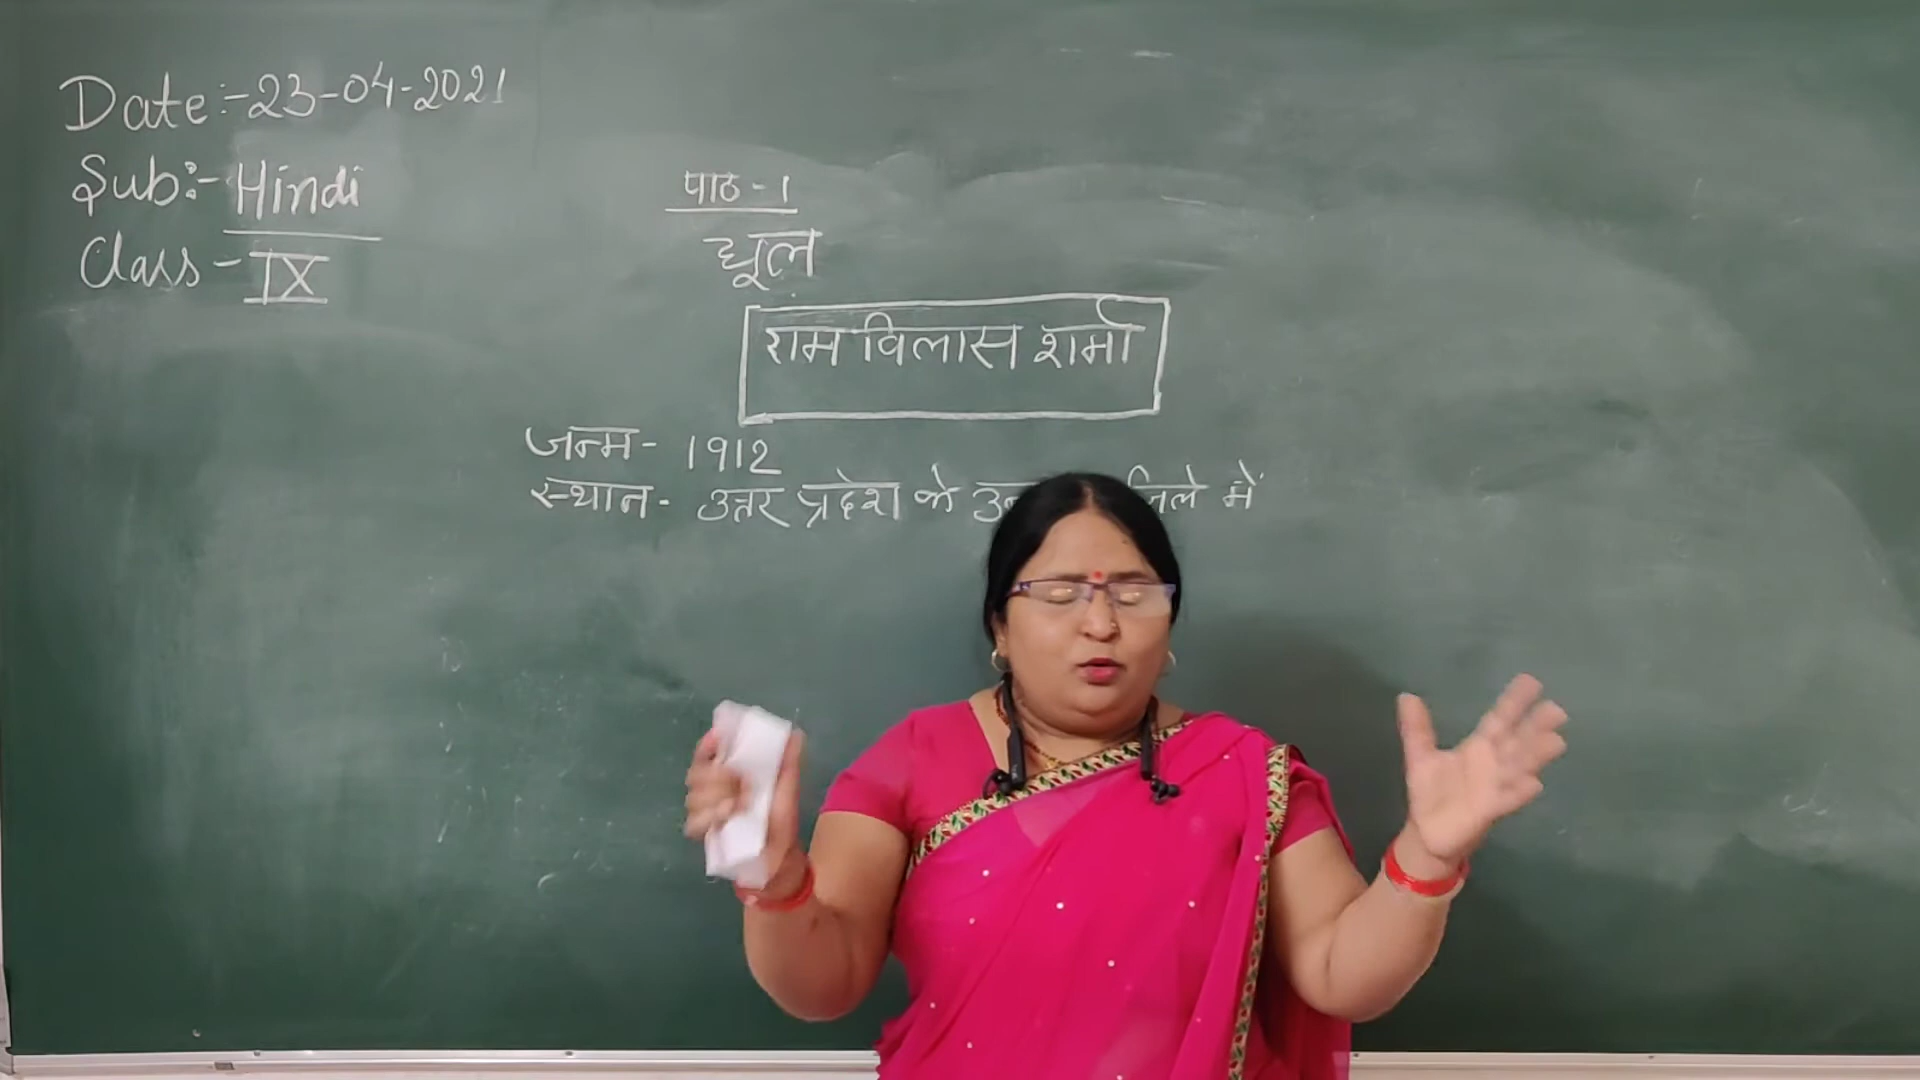 Date:-23-04-2021
Sub:-Hindi
Class-IX
पाठ-1
धूल
राम विलास शर्मा
जन्म- 1912
स्थान- उत्तर प्रदेश के जिले में